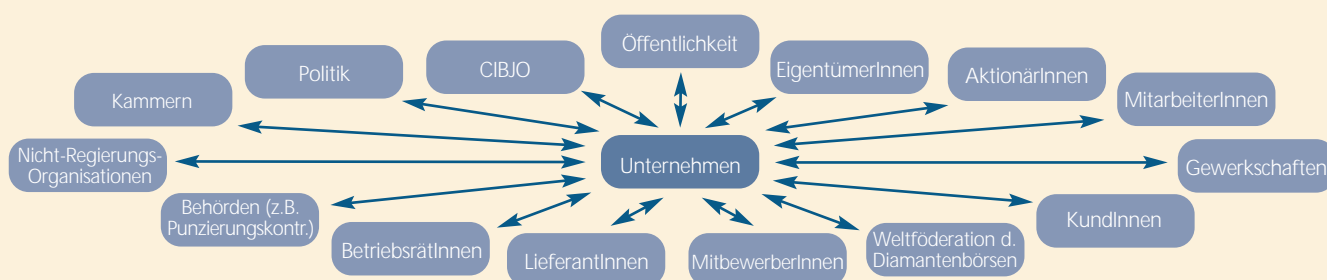 Öffentlichkeit
Politik
CIBJO
EigentümerInnen
AktionärInnen
Kammern
MitarbeiterInnen
Nicht-Regierungs-
Organisationen
Unternehmen
Gewerkschaften
Behörden (z.B.
Punzierungskontr.)
KundInnen
BetriebsrätInnen
LieferantInnen
MitbewerberInnen
Weltföderation d.
Diamantenbörsen